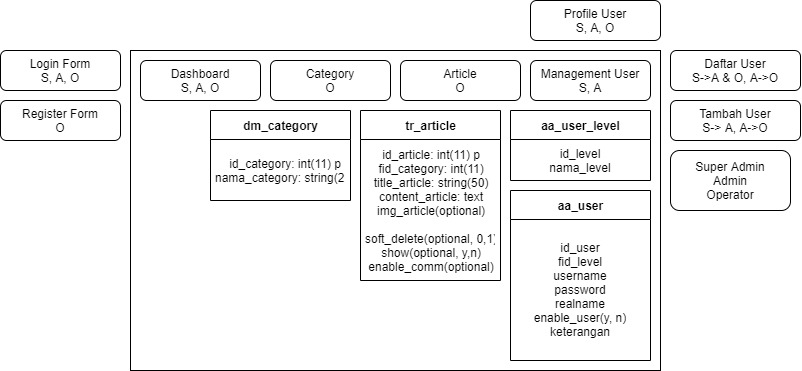 Profile User
S, A, O
Login Form
S, A, O
Register Form
O
Dashboard
S, A, O
Category
O
Article
O
Management User
S, A
Daftar User
S->A & O, A->O
Tambah User
S-> A, A->O
Super Admin
Admin
Operator
dm_category
id_category: int(11) p
nama_category: string(2
tr_article
id_article: int(11) p
fid_category: int(11)
title_article: string(50)
content_article: text
img_article(optional)
soft_delete(optional, 0,1)
show(optional, y,n)
enable_comm(optional)
aa_user_level
id_level
nama_level
aa_user
id_user
fid_level
username
password
realname
enable_user(y, n)
keterangan